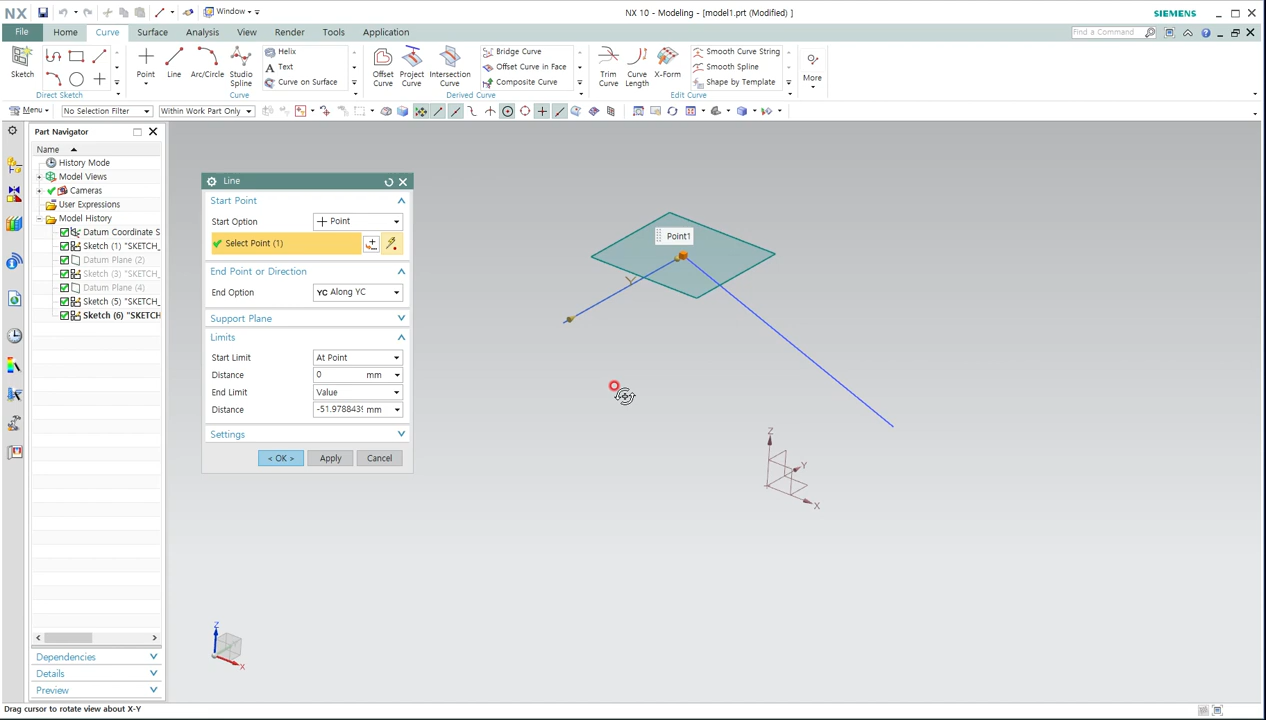 NX
Window
NX 10 - Modeling - [model1.prt (Modified) ]
SIEMENS
File
Home
Curve
Surface
Analysis
View
Render
Tools
Application
Find a Command
Sketch
Direct Sketch
Point
Line
Arc/Circle
Studio
Spline
Helix
Text
Curve on Surface
Curve
Offset
Curve
Project
Curve
Intersection
Curve
Bridge Curve
Offset Curve in Face
Composite Curve
Derived Curve
Trim
Curve
Curve
Length
X-Form
Smooth Curve String
Smooth Spline
Shape by Template
Edit Curve
More
Menu
No Selection Filter
Within Work Part Only
Part Navigator
Name
History Mode
Model Views
Cameras
User Expressions
Model History
Datum Coordinate S
Sketch (1) "SKETCH_
Datum Plane (2)
Sketch (3) "SKETCH_
Datum Plane (4)
Sketch (5) "SKETCH_
Sketch (6) "SKETCH
Dependencies
Details
Preview
Line
Start Point
Start Option
Point
Select Point (1)
End Point or Direction
End Option
YC Along YC
Support Plane
Limits
Start Limit
At Point
Distance
0 mm
End Limit
Value
Distance
-51.9788439 mm
Settings
< OK >
Apply
Cancel
Point1
Y
Z
Y
X
Z
X
Drag cursor to rotate view about X-Y